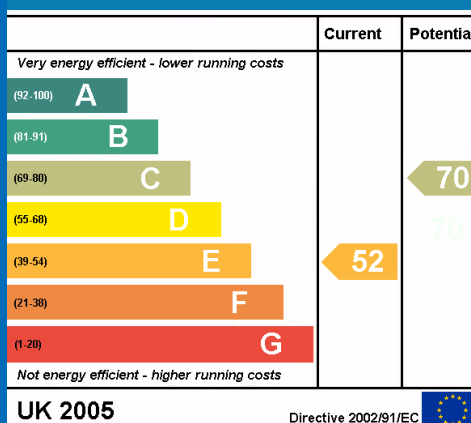 Current Potentia
Very energy efficient - lower running costs
(92-100) A
(81-91) B
(69-80) C 70
(55-68) D 70
(39-54) E 52
(21-38) F
(1-20) G
Not energy efficient - higher running costs
UK 2005 Directive 2002/91/EC